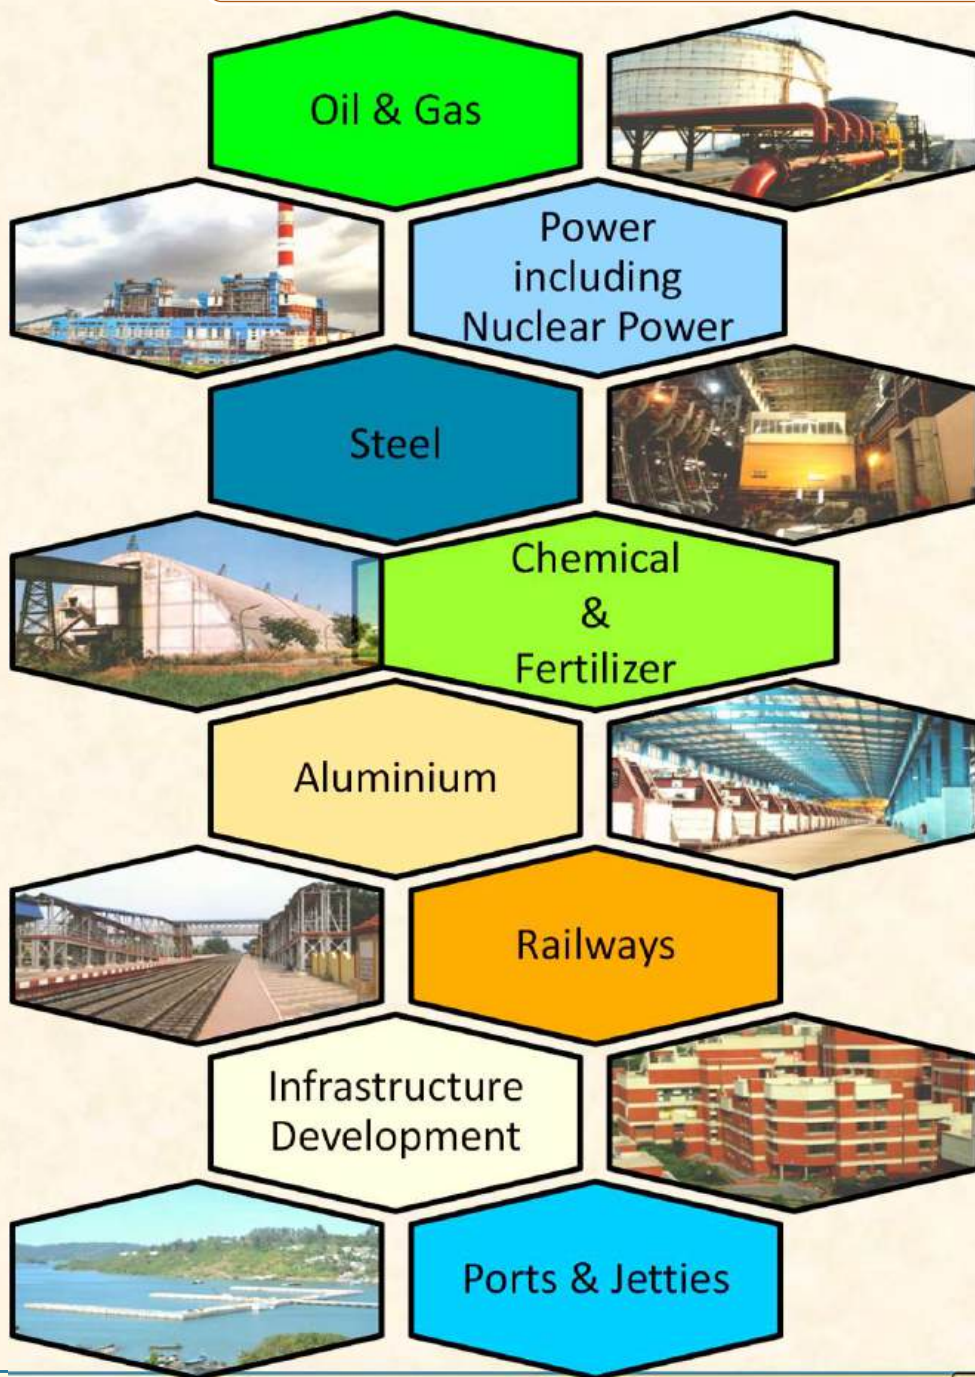 Oil & Gas
Power
including
Nuclear Power
Steel
Chemical
&
Fertilizer
Aluminium
Railways
Infrastructure
Development
Ports & Jetties